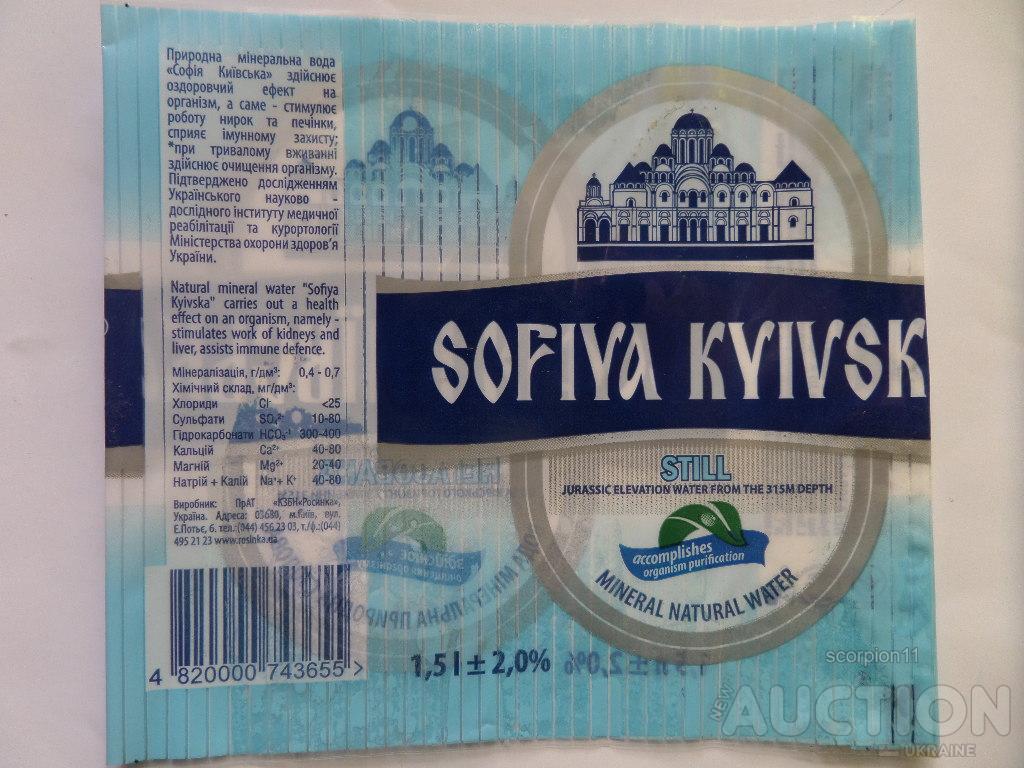 Природна мінеральна вода
«Софія Київська» здійснює
оздоровчий ефект на
організм, а саме - стимулює
роботу нирок та печінки,
сприяє імунному захисту;
*при тривалому вживанні
здійснює очищення організму.
Підтверджено дослідженням
Українського науково -
дослідного інституту медичної
реабілітації та курортології
Міністерства охорони здоров'я
України.
Natural mineral water "Sofiya
Kyivska" carries out a health
effect on an organism, namely -
stimulates work of kidneys and
liver, assists immune defence.
Мінералізація, г/дм³: 0,4 - 0,7
Хімічний склад, мг/дм³:
Хлориди Cl⁻ <25
Сульфати SO₄²⁻ 10-80
Гідрокарбонати HCO₃⁻¹ 300-400
Кальцій Ca²⁺ 40-80
Магній Mg²⁺ 20-40
Натрій + Калій Na⁺+ K⁺ 40-80
Виробник: ПрАТ «КЗБН«Росинка»,
Україна. Адреса: 03680, м.Київ, вул.
Е.Потьє, 6. тел.:(044) 456 23 03, т./ф.:(044)
495 21 23 www.rosinka.ua
4 820000 743655 >
SOFIYA KYIVSK
STILL
JURASSIC ELEVATION WATER FROM THE 315M DEPTH
accomplishes
organism purification
MINERAL NATURAL WATER
1,5 l ± 2,0%
1,5 л ± 2,0%
scorpion11
NEW AUCTION
UKRAINE